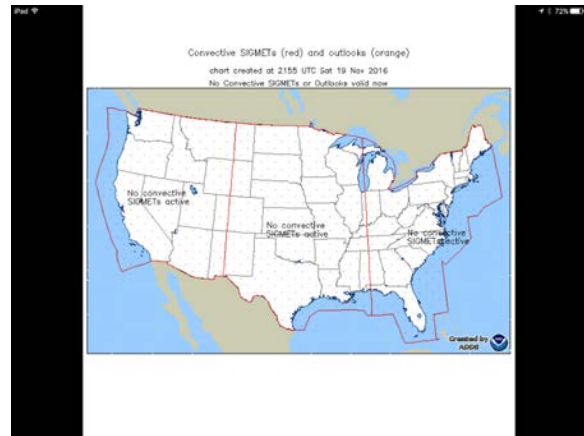 iPad
72%
Convective SIGMETs (red) and outlooks (orange)
chart created at 2155 UTC Sat 19 Nov 2016
No Convective SIGMETs or Outlooks valid now
No convective
SIGMETs active
No convective
SIGMETs active
No convective
SIGMETs active
Created by
ADDS